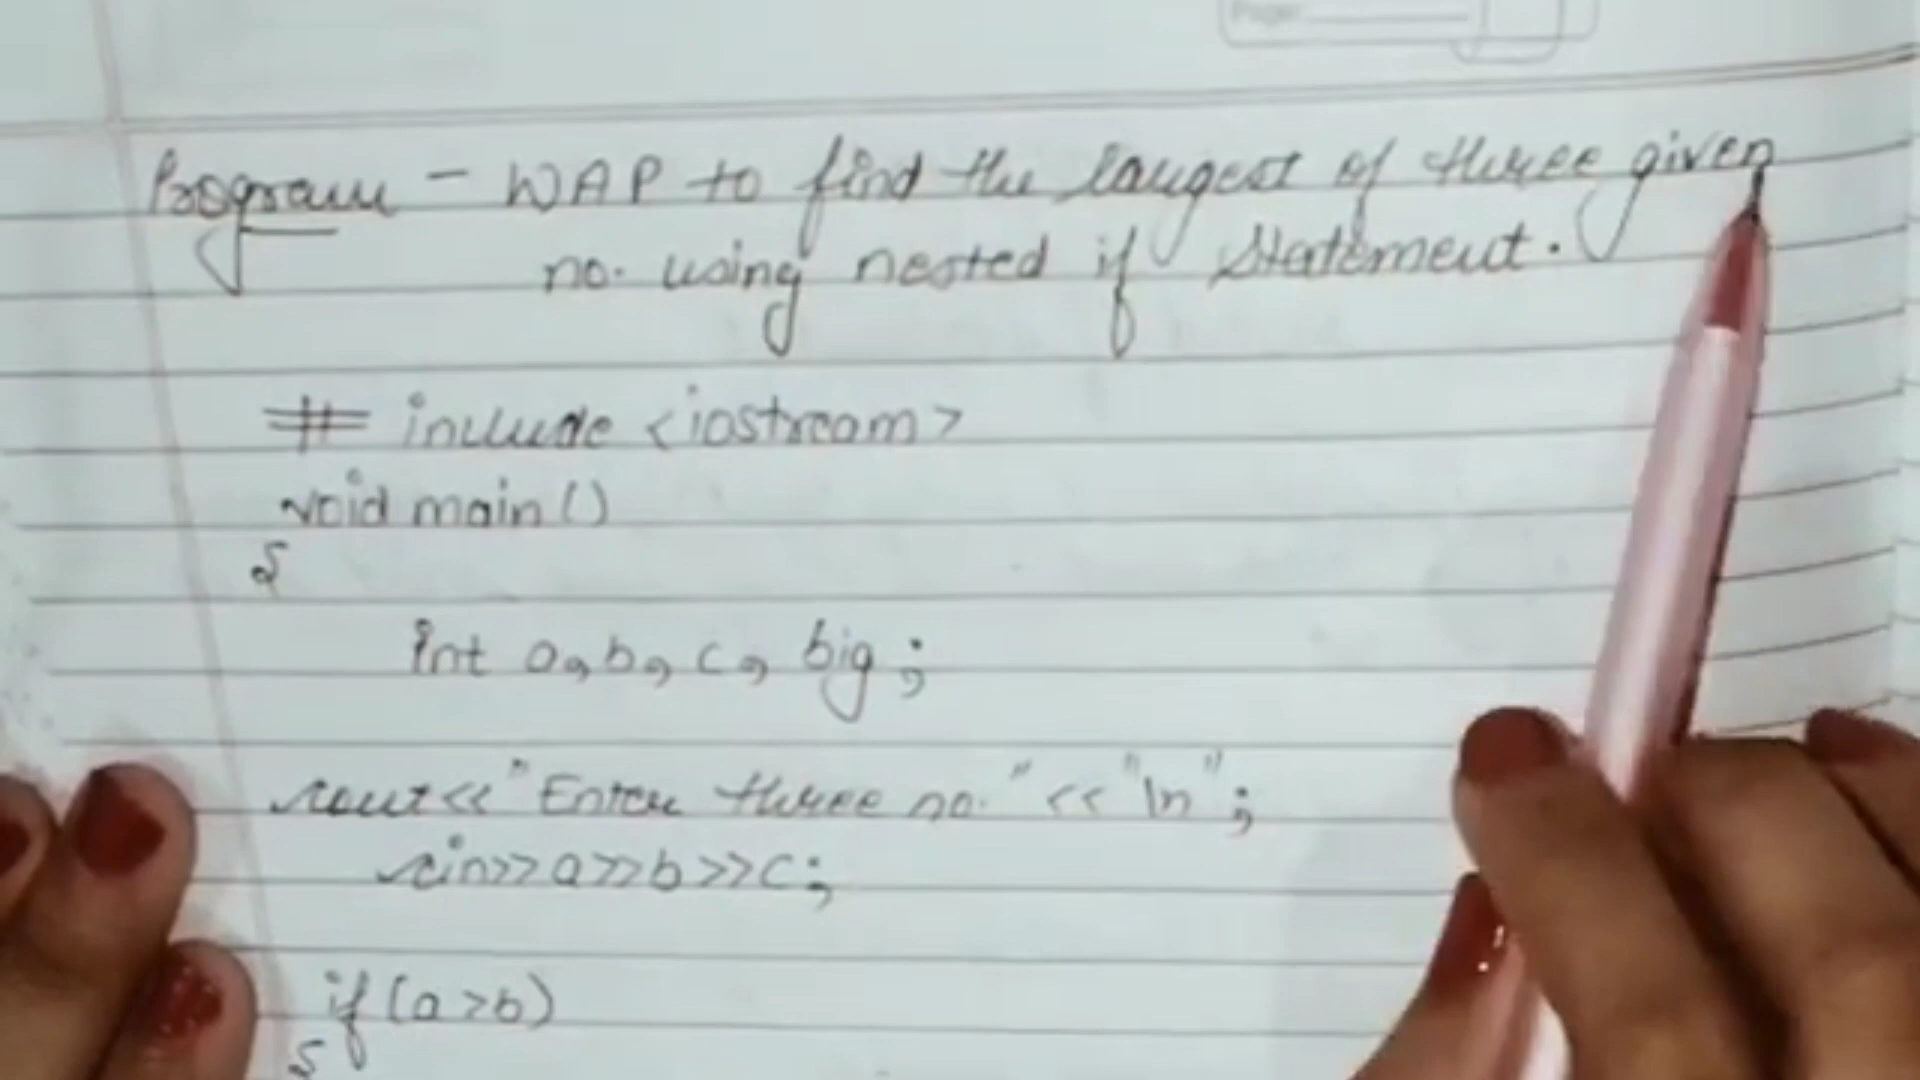 Page:
Program - WAP to find the largest of three given
no. using nested if Statement.
# include <iostream>
void main()
{
int a, b, c, big;
cout<< "Enter three no." << "\n";
cin>>a>>b>>c;
if (a>b)
{